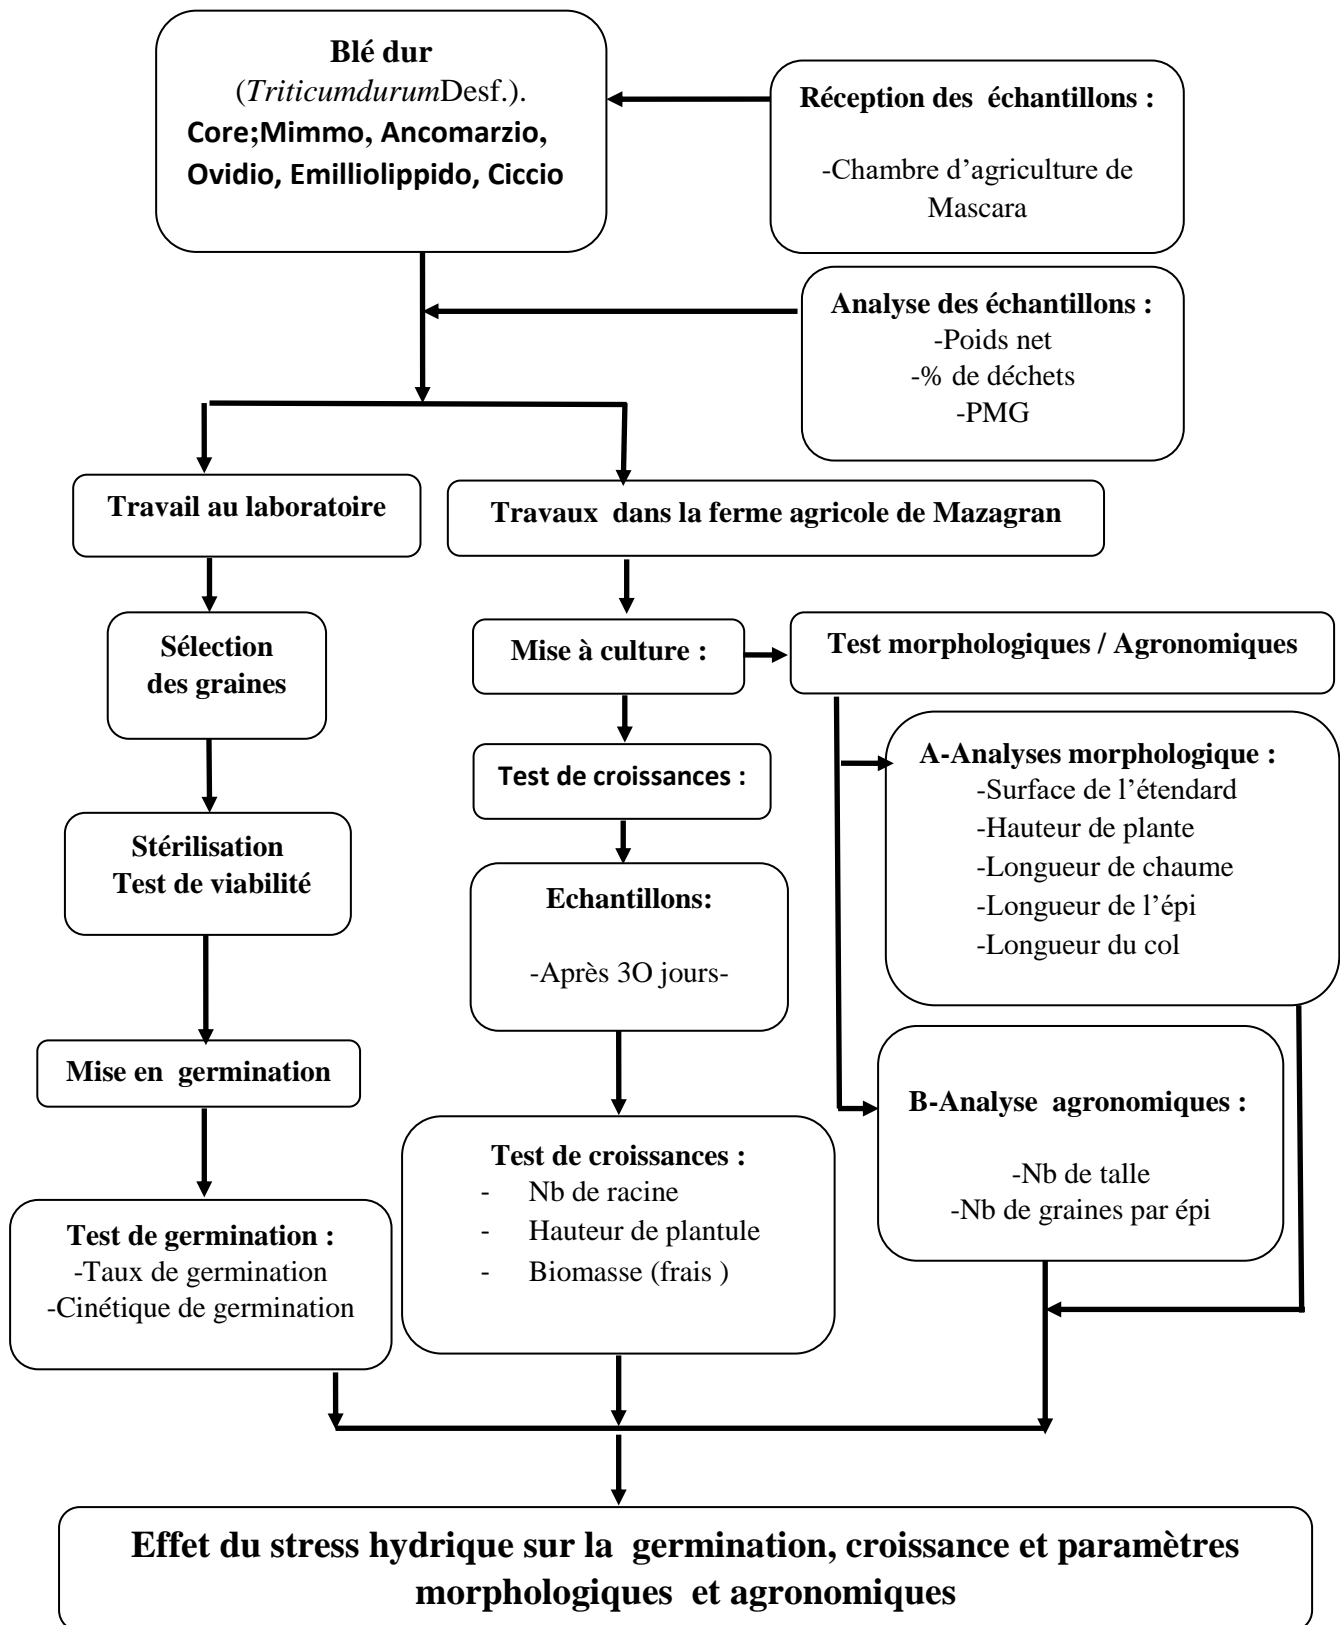 Blé dur
(TriticumdurumDesf.).
Core;Mimmo, Ancomarzio,
Ovidio, Emilliolippido, Ciccio
Réception des échantillons :
-Chambre d’agriculture de
Mascara
Analyse des échantillons :
-Poids net
-% de déchets
-PMG
Travail au laboratoire
Travaux dans la ferme agricole de Mazagran
Sélection
des graines
Mise à culture :
Test morphologiques / Agronomiques
Test de croissances :
A-Analyses morphologique :
-Surface de l’étendard
-Hauteur de plante
-Longueur de chaume
-Longueur de l’épi
-Longueur du col
Stérilisation
Test de viabilité
Echantillons:
-Après 3O jours-
Mise en germination
B-Analyse agronomiques :
-Nb de talle
-Nb de graines par épi
Test de croissances :
- Nb de racine
- Hauteur de plantule
- Biomasse (frais )
Test de germination :
-Taux de germination
-Cinétique de germination
Effet du stress hydrique sur la germination, croissance et paramètres
morphologiques et agronomiques